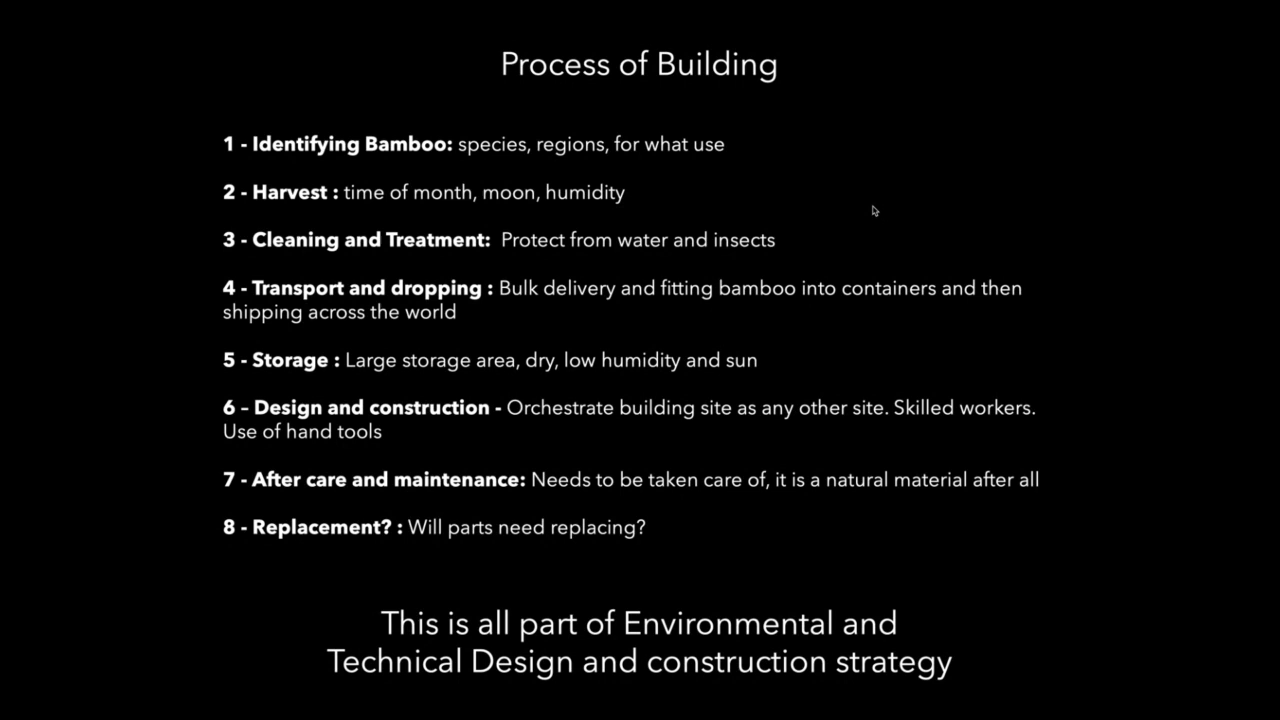 Process of Building
1 - Identifying Bamboo: species, regions, for what use
2 - Harvest : time of month, moon, humidity
3 - Cleaning and Treatment: Protect from water and insects
4 - Transport and dropping : Bulk delivery and fitting bamboo into containers and then
shipping across the world
5 - Storage : Large storage area, dry, low humidity and sun
6 – Design and construction - Orchestrate building site as any other site. Skilled workers.
Use of hand tools
7 - After care and maintenance: Needs to be taken care of, it is a natural material after all
8 - Replacement? : Will parts need replacing?
This is all part of Environmental and
Technical Design and construction strategy